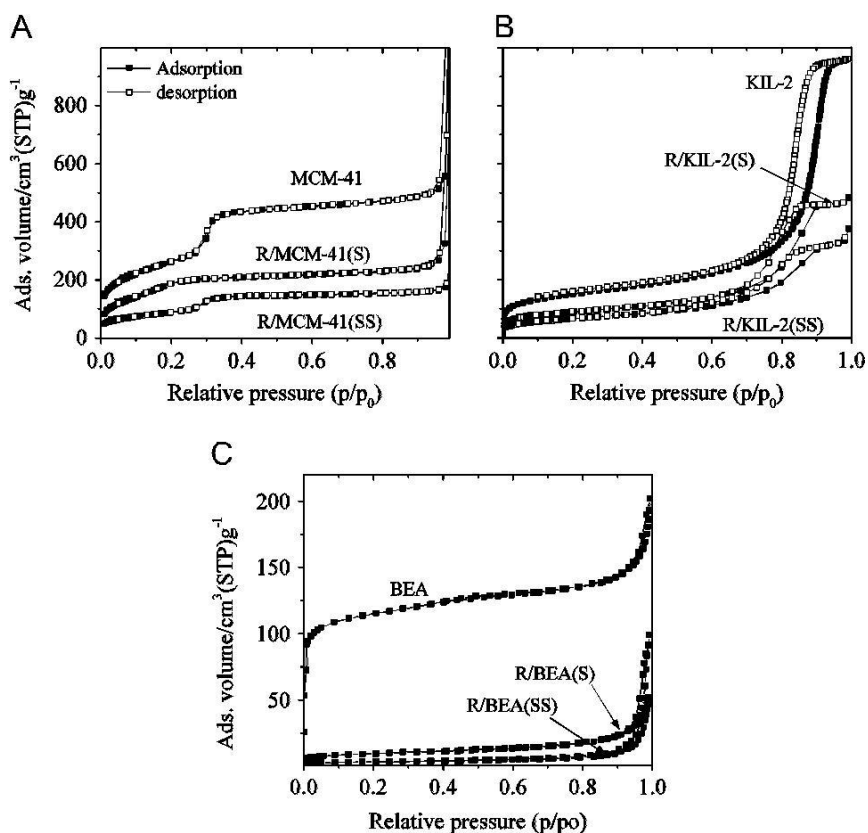 A
Adsorption
desorption
MCM-41
R/MCM-41(S)
R/MCM-41(SS)
800
600
400
200
0
0.0 0.2 0.4 0.6 0.8
Ads. volume/cm³(STP)g⁻¹
Relative pressure (p/p₀)
B
KIL-2
R/KIL-2(S)
R/KIL-2(SS)
0.0 0.2 0.4 0.6 0.8 1.0
Relative pressure (p/p₀)
C
BEA
R/BEA(S)
R/BEA(SS)
200
150
100
50
0.0 0.2 0.4 0.6 0.8 1.0
Ads. volume/cm³(STP)g⁻¹
Relative pressure (p/po)